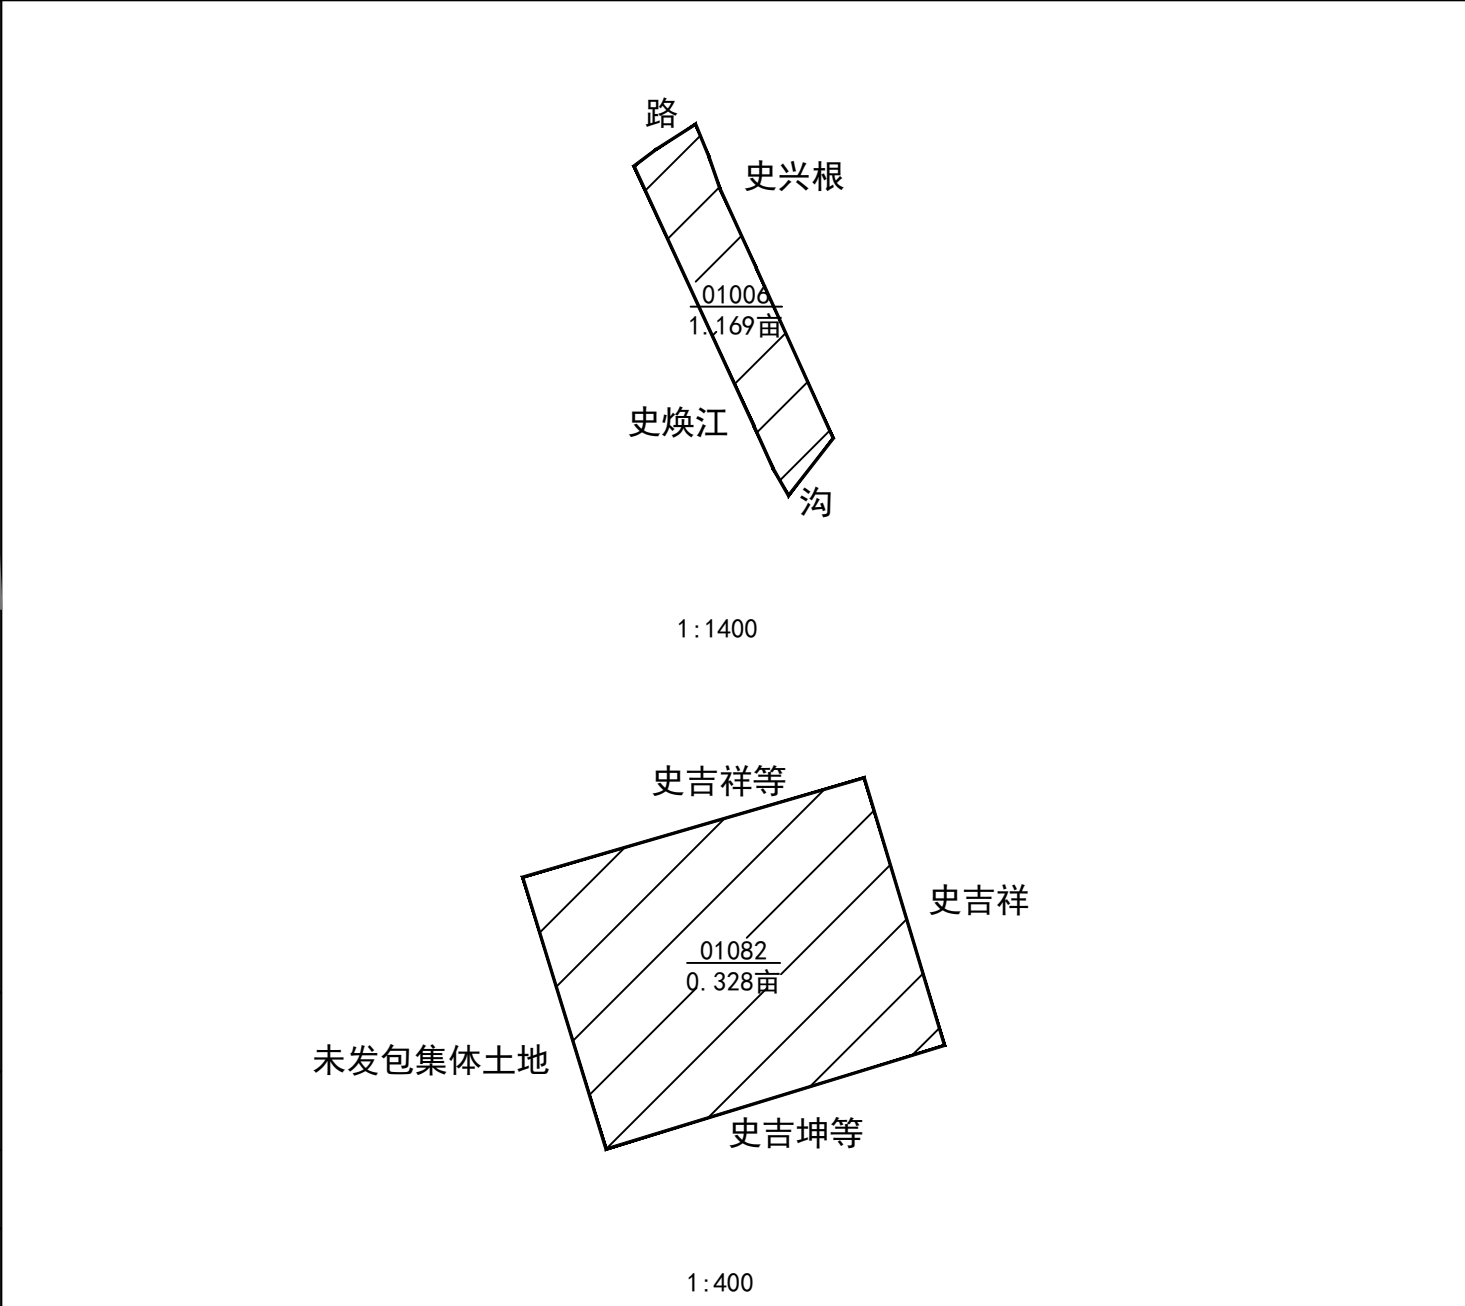 路
史兴根
01006
1.169亩
史焕江
沟
1:1400
史吉祥等
史吉祥
01082
0.328亩
未发包集体土地
史吉坤等
1:400